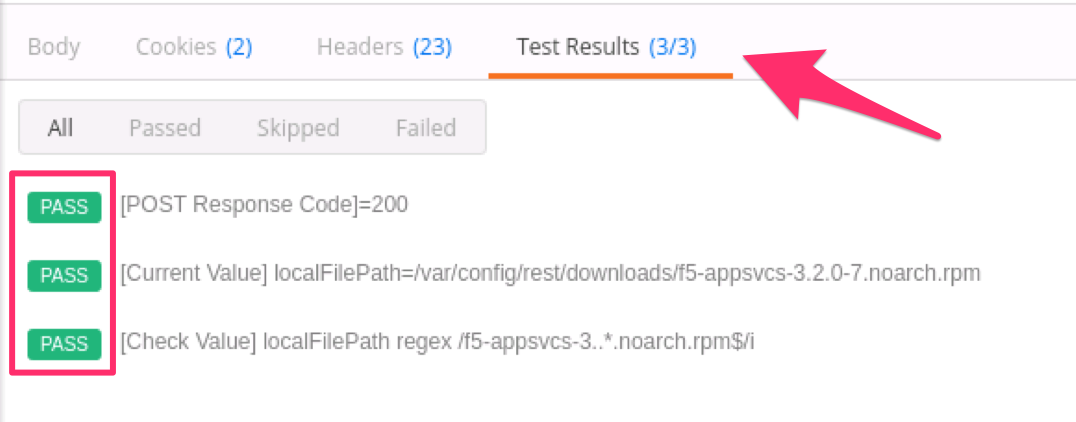 Body Cookies (2) Headers (23) Test Results (3/3)
All Passed Skipped Failed
PASS [POST Response Code]=200
PASS [Current Value] localFilePath=/var/config/rest/downloads/f5-appsvcs-3.2.0-7.noarch.rpm
PASS [Check Value] localFilePath regex /f5-appsvcs-3..*.noarch.rpm$/i